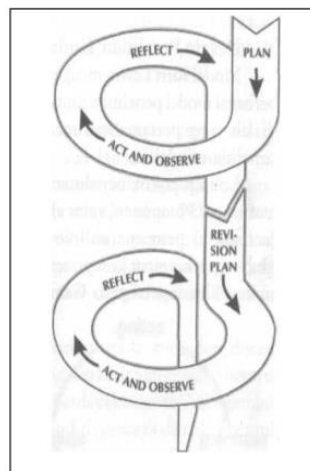 REFLECT
PLAN
ACT AND OBSERVE
REVI-
SION
PLAN
REFLECT
ACT AND OBSERVE